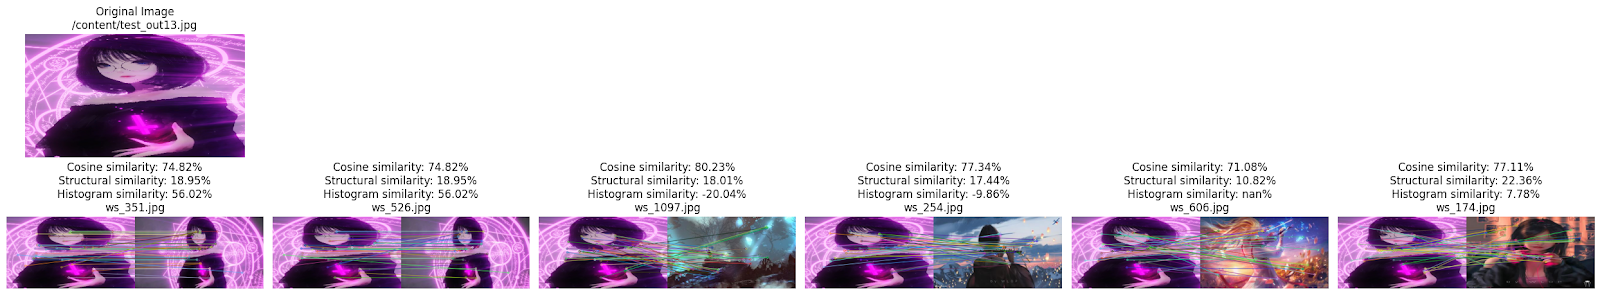 Original Image
/content/test_out13.jpg
Cosine similarity: 74.82%
Structural similarity: 18.95%
Histogram similarity: 56.02%
ws_351.jpg
Cosine similarity: 74.82%
Structural similarity: 18.95%
Histogram similarity: 56.02%
ws_526.jpg
Cosine similarity: 80.23%
Structural similarity: 18.01%
Histogram similarity: -20.04%
ws_1097.jpg
Cosine similarity: 77.34%
Structural similarity: 17.44%
Histogram similarity: -9.86%
ws_254.jpg
Cosine similarity: 71.08%
Structural similarity: 10.82%
Histogram similarity: nan%
ws_606.jpg
Cosine similarity: 77.11%
Structural similarity: 22.36%
Histogram similarity: 7.78%
ws_174.jpg